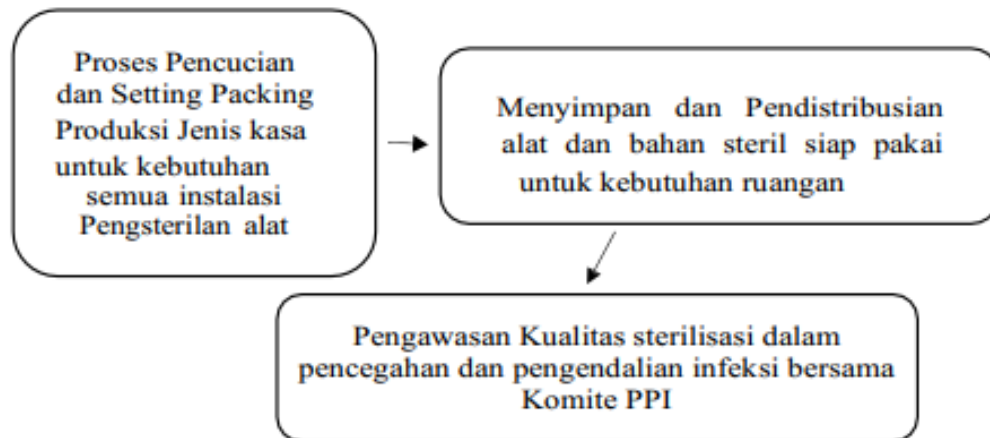 Proses Pencucian
dan Setting Packing
Produksi Jenis kasa
untuk kebutuhan
semua instalasi
Pengsterilan alat
Menyimpan dan Pendistribusian
alat dan bahan steril siap pakai
untuk kebutuhan ruangan
Pengawasan Kualitas sterilisasi dalam
pencegahan dan pengendalian infeksi bersama
Komite PPI